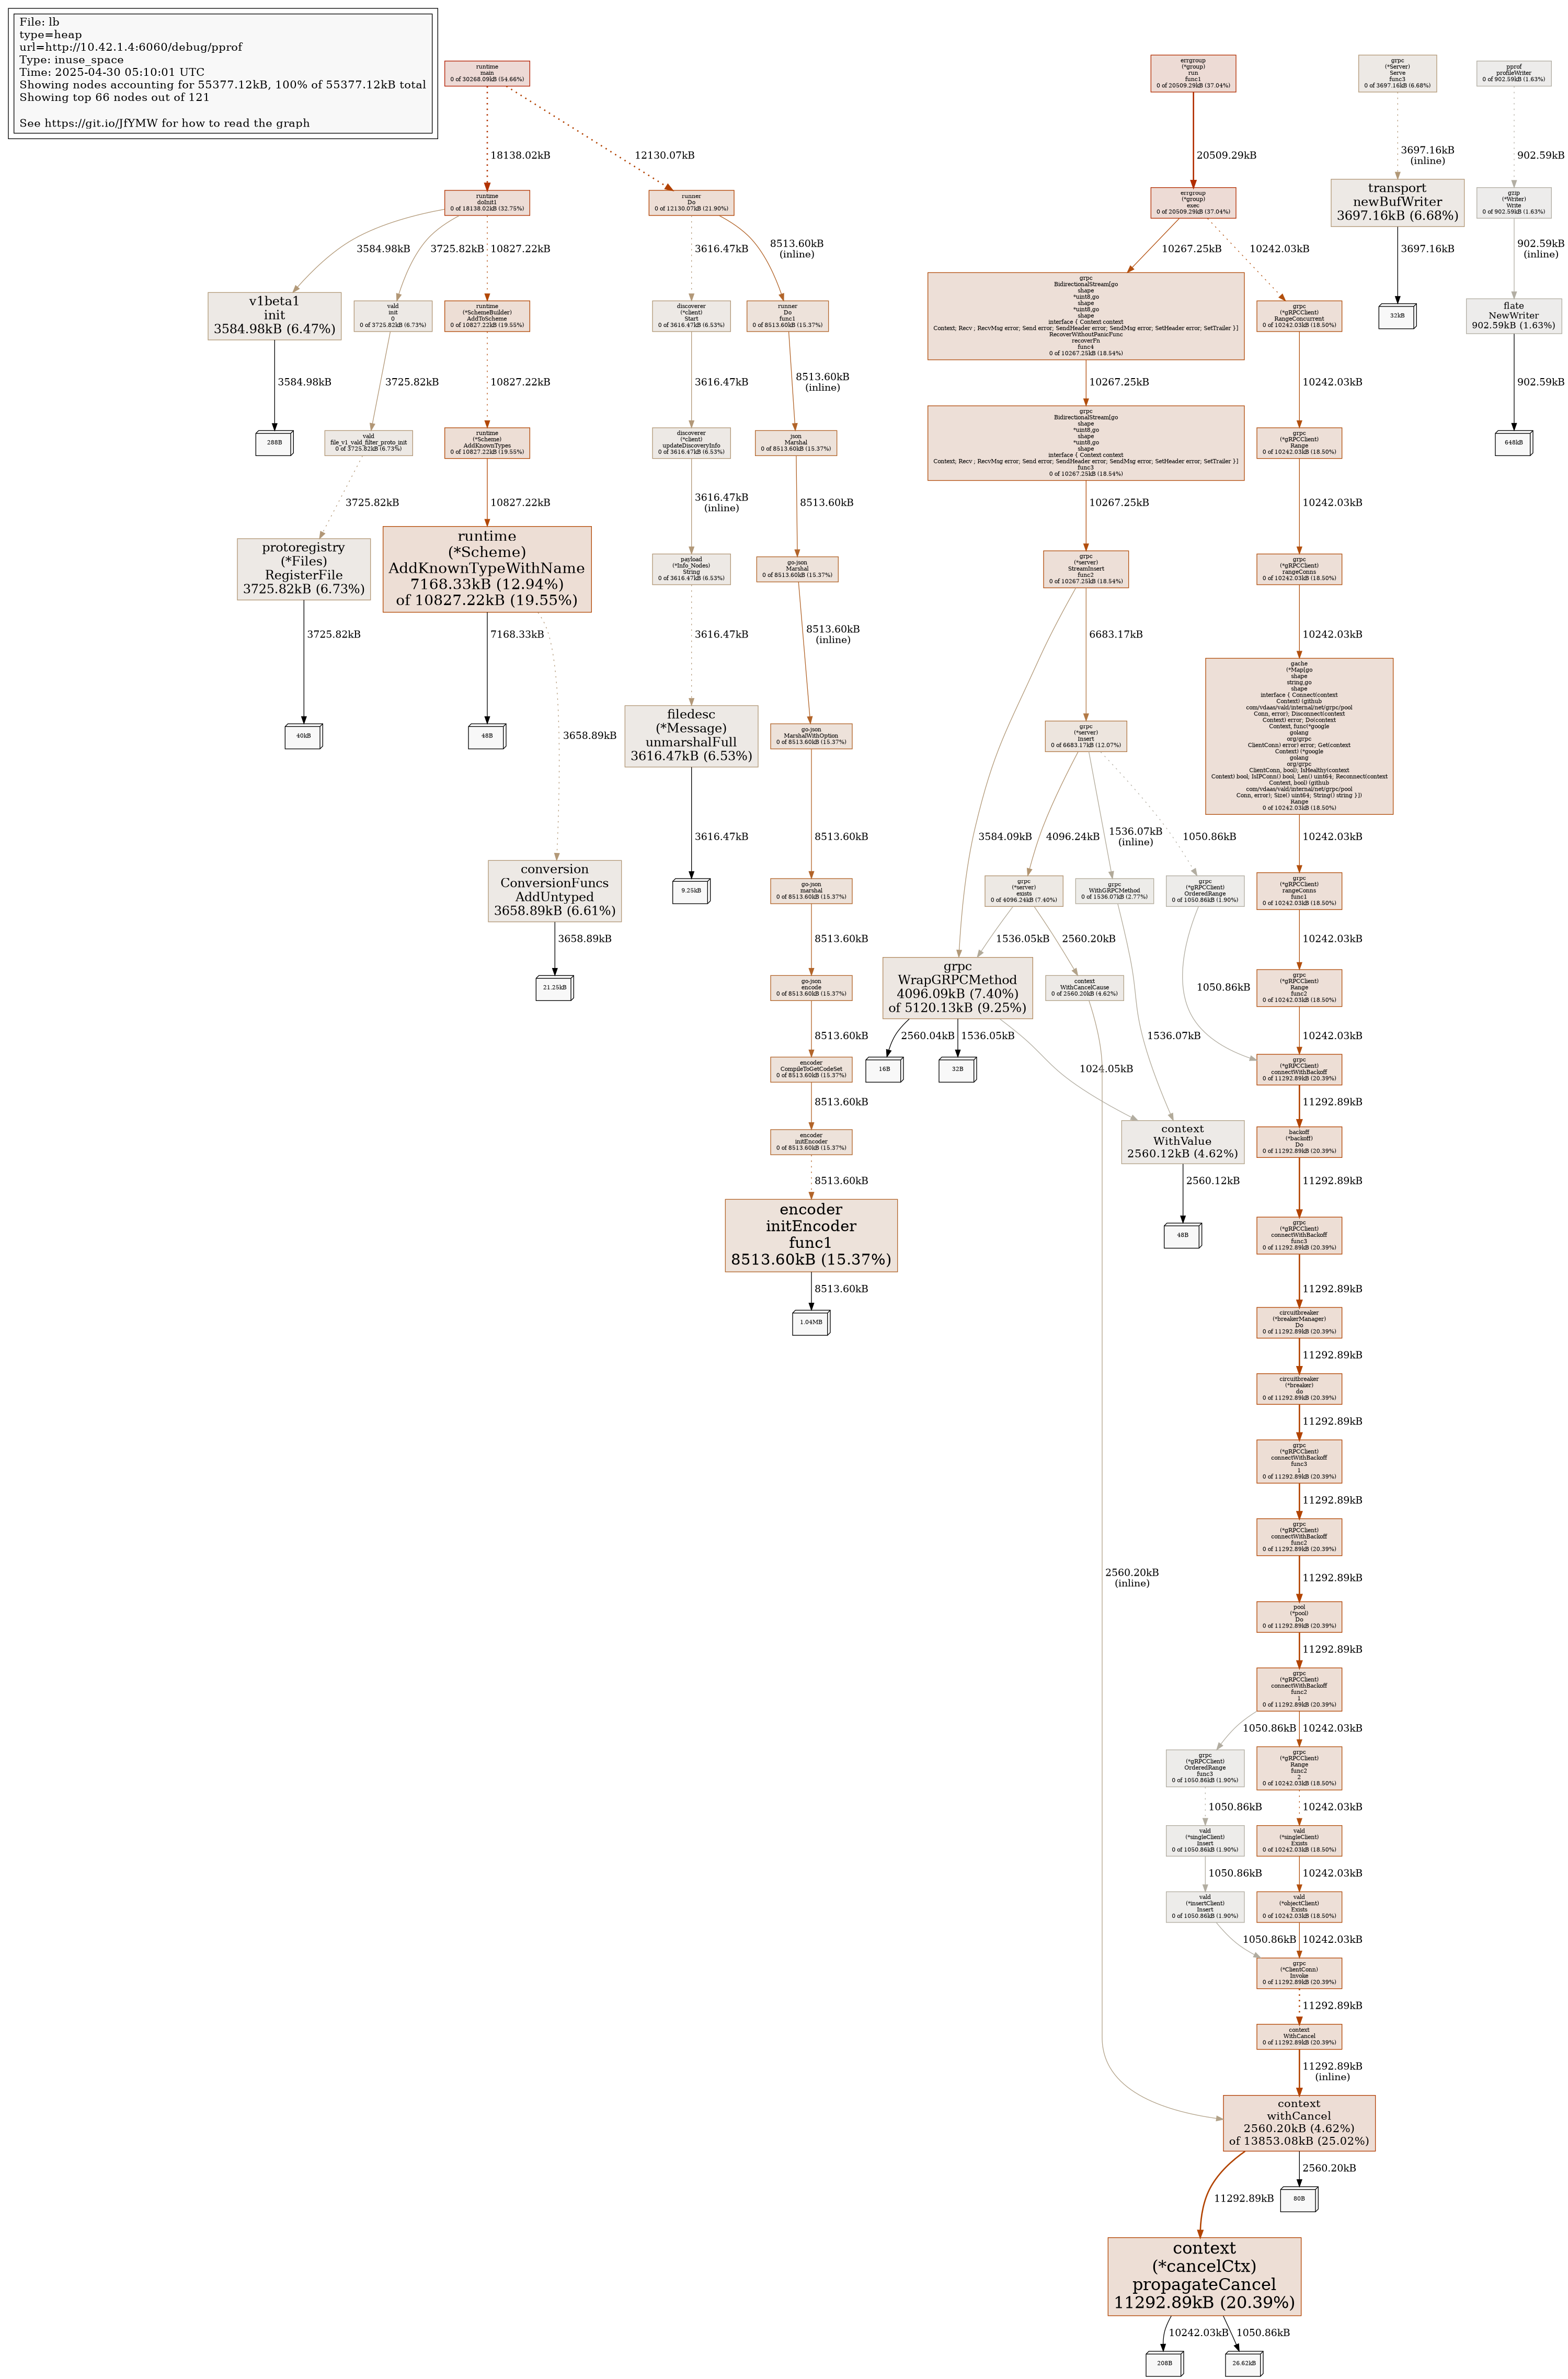 File: lb
type=heap
url=http://10.42.1.4:6060/debug/pprof
Type: inuse_space
Time: 2025-04-30 05:10:01 UTC
Showing nodes accounting for 55377.12kB, 100% of 55377.12kB total
Showing top 66 nodes out of 121
See https://git.io/JfYMW for how to read the graph
runtime
main
0 of 30268.09kB (54.66%)
errgroup
(*group)
run
func1
0 of 20509.29kB (37.04%)
grpc
(*Server)
Serve
func3
0 of 3697.16kB (6.68%)
pprof
profileWriter
0 of 902.59kB (1.63%)
18138.02kB
12130.07kB
20509.29kB
3697.16kB
(inline)
902.59kB
runtime
doInit1
0 of 18138.02kB (32.75%)
runner
Do
0 of 12130.07kB (21.90%)
errgroup
(*group)
exec
0 of 20509.29kB (37.04%)
transport
newBufWriter
3697.16kB (6.68%)
gzip
(*Writer)
Write
0 of 902.59kB (1.63%)
3584.98kB
3725.82kB
10827.22kB
3616.47kB
8513.60kB
(inline)
10267.25kB
10242.03kB
3697.16kB
902.59kB
(inline)
v1beta1
init
3584.98kB (6.47%)
vald
init
0
0 of 3725.82kB (6.73%)
runtime
(*SchemeBuilder)
AddToScheme
0 of 10827.22kB (19.55%)
discoverer
(*client)
Start
0 of 3616.47kB (6.53%)
runner
Do
func1
0 of 8513.60kB (15.37%)
grpc
BidirectionalStream[go
shape
*uint8,go
shape
*uint8,go
shape
interface { Context context
Context; Recv ; RecvMsg error; Send error; SendHeader error; SendMsg error; SetHeader error; SetTrailer }]
RecoverWithoutPanicFunc
recoverFn
func4
0 of 10267.25kB (18.54%)
grpc
(*gRPCClient)
RangeConcurrent
0 of 10242.03kB (18.50%)
32kB
flate
NewWriter
902.59kB (1.63%)
3584.98kB
3725.82kB
10827.22kB
3616.47kB
8513.60kB
(inline)
10267.25kB
10242.03kB
902.59kB
288B
vald
file_v1_vald_filter_proto_init
0 of 3725.82kB (6.73%)
runtime
(*Scheme)
AddKnownTypes
0 of 10827.22kB (19.55%)
discoverer
(*client)
updateDiscoveryInfo
0 of 3616.47kB (6.53%)
json
Marshal
0 of 8513.60kB (15.37%)
grpc
BidirectionalStream[go
shape
*uint8,go
shape
*uint8,go
shape
interface { Context context
Context; Recv ; RecvMsg error; Send error; SendHeader error; SendMsg error; SetHeader error; SetTrailer }]
func3
0 of 10267.25kB (18.54%)
grpc
(*gRPCClient)
Range
0 of 10242.03kB (18.50%)
648kB
3725.82kB
10827.22kB
3616.47kB
(inline)
8513.60kB
10267.25kB
10242.03kB
protoregistry
(*Files)
RegisterFile
3725.82kB (6.73%)
runtime
(*Scheme)
AddKnownTypeWithName
7168.33kB (12.94%)
of 10827.22kB (19.55%)
payload
(*Info_Nodes)
String
0 of 3616.47kB (6.53%)
go-json
Marshal
0 of 8513.60kB (15.37%)
grpc
(*server)
StreamInsert
func2
0 of 10267.25kB (18.54%)
grpc
(*gRPCClient)
rangeConns
0 of 10242.03kB (18.50%)
3725.82kB
7168.33kB
3616.47kB
8513.60kB
(inline)
6683.17kB
10242.03kB
40kB
48B
3658.89kB
filedesc
(*Message)
unmarshalFull
3616.47kB (6.53%)
go-json
MarshalWithOption
0 of 8513.60kB (15.37%)
grpc
(*server)
Insert
0 of 6683.17kB (12.07%)
gache
(*Map[go
shape
string,go
shape
interface { Connect(context
Context) (github
com/vdaas/vald/internal/net/grpc/pool
Conn, error); Disconnect(context
Context) error; Do(context
Context, func(*google
golang
org/grpc
ClientConn) error) error; Get(context
Context) (*google
golang
org/grpc
ClientConn, bool); IsHealthy(context
Context) bool; IsIPConn() bool; Len() uint64; Reconnect(context
Context, bool) (github
com/vdaas/vald/internal/net/grpc/pool
Conn, error); Size() uint64; String() string }])
Range
0 of 10242.03kB (18.50%)
3616.47kB
8513.60kB
3584.09kB
4096.24kB
1536.07kB
(inline)
1050.86kB
10242.03kB
conversion
ConversionFuncs
AddUntyped
3658.89kB (6.61%)
9.25kB
go-json
marshal
0 of 8513.60kB (15.37%)
grpc
(*server)
exists
0 of 4096.24kB (7.40%)
grpc
WithGRPCMethod
0 of 1536.07kB (2.77%)
grpc
(*gRPCClient)
OrderedRange
0 of 1050.86kB (1.90%)
grpc
(*gRPCClient)
rangeConns
func1
0 of 10242.03kB (18.50%)
3658.89kB
8513.60kB
1536.05kB
2560.20kB
10242.03kB
21.25kB
go-json
encode
0 of 8513.60kB (15.37%)
grpc
WrapGRPCMethod
4096.09kB (7.40%)
of 5120.13kB (9.25%)
context
WithCancelCause
0 of 2560.20kB (4.62%)
1050.86kB
grpc
(*gRPCClient)
Range
func2
0 of 10242.03kB (18.50%)
8513.60kB
2560.04kB
1536.05kB
1536.07kB
10242.03kB
encoder
CompileToGetCodeSet
0 of 8513.60kB (15.37%)
16B
32B
1024.05kB
grpc
(*gRPCClient)
connectWithBackoff
0 of 11292.89kB (20.39%)
8513.60kB
11292.89kB
encoder
initEncoder
0 of 8513.60kB (15.37%)
context
WithValue
2560.12kB (4.62%)
backoff
(*backoff)
Do
0 of 11292.89kB (20.39%)
8513.60kB
2560.12kB
11292.89kB
encoder
initEncoder
func1
8513.60kB (15.37%)
48B
grpc
(*gRPCClient)
connectWithBackoff
func3
0 of 11292.89kB (20.39%)
8513.60kB
11292.89kB
1.04MB
circuitbreaker
(*breakerManager)
Do
0 of 11292.89kB (20.39%)
11292.89kB
circuitbreaker
(*breaker)
do
0 of 11292.89kB (20.39%)
11292.89kB
grpc
(*gRPCClient)
connectWithBackoff
func3
1
0 of 11292.89kB (20.39%)
11292.89kB
grpc
(*gRPCClient)
connectWithBackoff
func2
0 of 11292.89kB (20.39%)
2560.20kB
(inline)
11292.89kB
pool
(*pool)
Do
0 of 11292.89kB (20.39%)
11292.89kB
grpc
(*gRPCClient)
connectWithBackoff
func2
1
0 of 11292.89kB (20.39%)
1050.86kB
10242.03kB
grpc
(*gRPCClient)
OrderedRange
func3
0 of 1050.86kB (1.90%)
grpc
(*gRPCClient)
Range
func2
2
0 of 10242.03kB (18.50%)
1050.86kB
10242.03kB
vald
(*singleClient)
Insert
0 of 1050.86kB (1.90%)
vald
(*singleClient)
Exists
0 of 10242.03kB (18.50%)
1050.86kB
10242.03kB
vald
(*insertClient)
Insert
0 of 1050.86kB (1.90%)
vald
(*objectClient)
Exists
0 of 10242.03kB (18.50%)
1050.86kB
10242.03kB
grpc
(*ClientConn)
Invoke
0 of 11292.89kB (20.39%)
11292.89kB
context
WithCancel
0 of 11292.89kB (20.39%)
11292.89kB
(inline)
context
withCancel
2560.20kB (4.62%)
of 13853.08kB (25.02%)
2560.20kB
11292.89kB
80B
context
(*cancelCtx)
propagateCancel
11292.89kB (20.39%)
10242.03kB
1050.86kB
208B
26.62kB